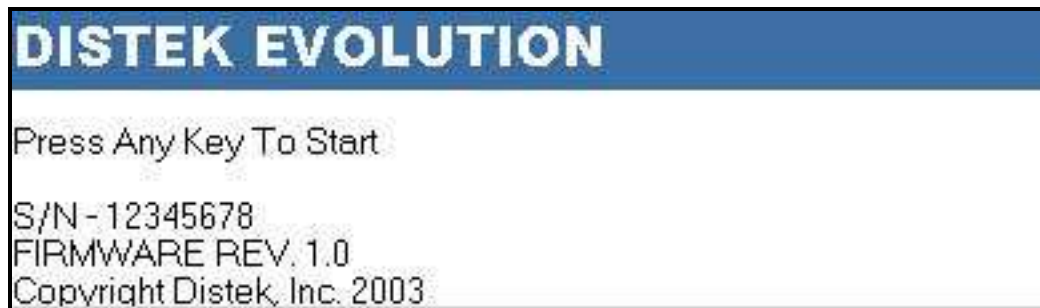 DISTEK EVOLUTION
Press Any Key To Start
S/N - 12345678
FIRMWARE REV. 1.0
Copyright Distek, Inc. 2003